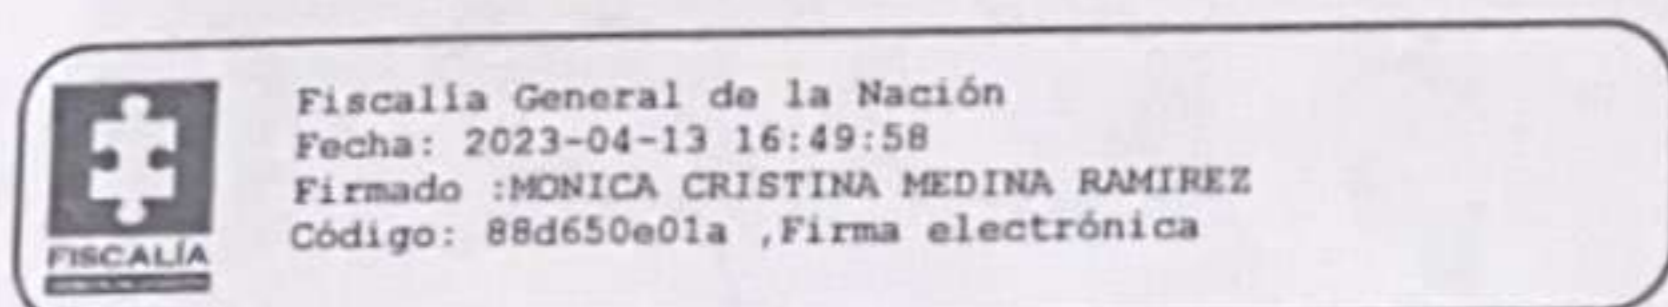 Fiscalía General de la Nación
Fecha: 2023-04-13 16:49:58
Firmado :MONICA CRISTINA MEDINA RAMIREZ
Código: 88d650e01a ,Firma electrónica
FISCALÍA